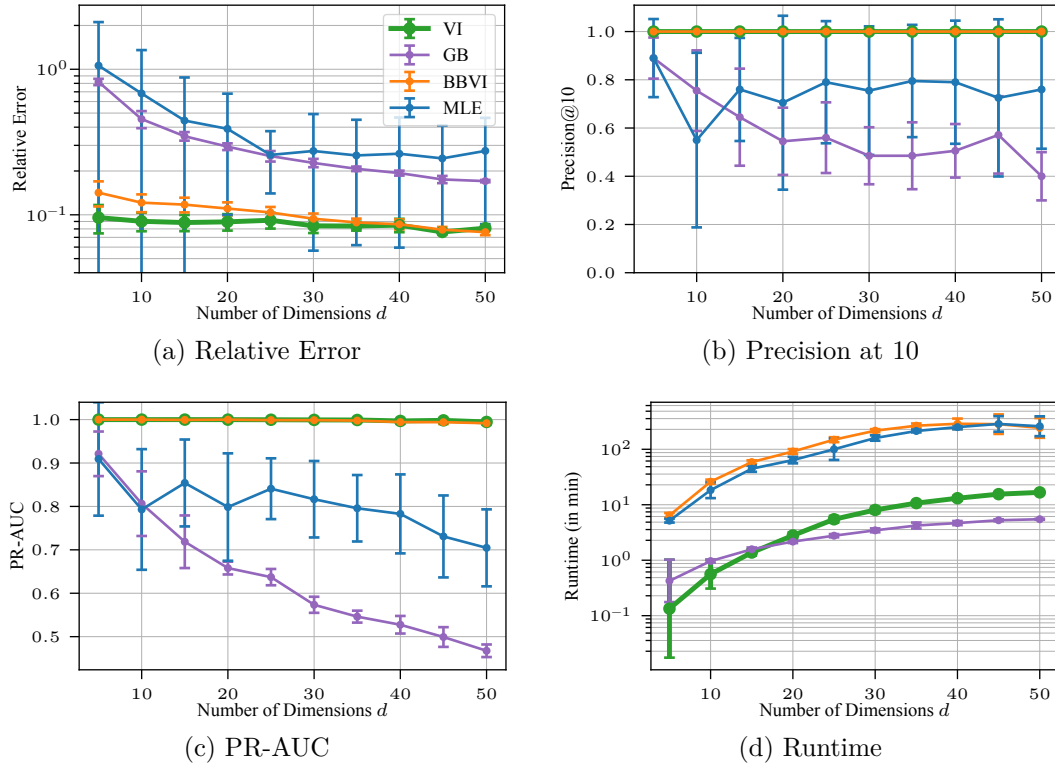 VI
GB
BBVI
MLE
10^0
10^-1
Relative Error
10 20 30 40 50
Number of Dimensions d
(a) Relative Error
1.0
0.8
0.6
0.4
0.2
0.0
Precision@10
10 20 30 40 50
Number of Dimensions d
(b) Precision at 10
1.0
0.9
0.8
0.7
0.6
0.5
PR-AUC
10 20 30 40 50
Number of Dimensions d
(c) PR-AUC
10^2
10^1
10^0
10^-1
Runtime (in min)
10 20 30 40 50
Number of Dimensions d
(d) Runtime